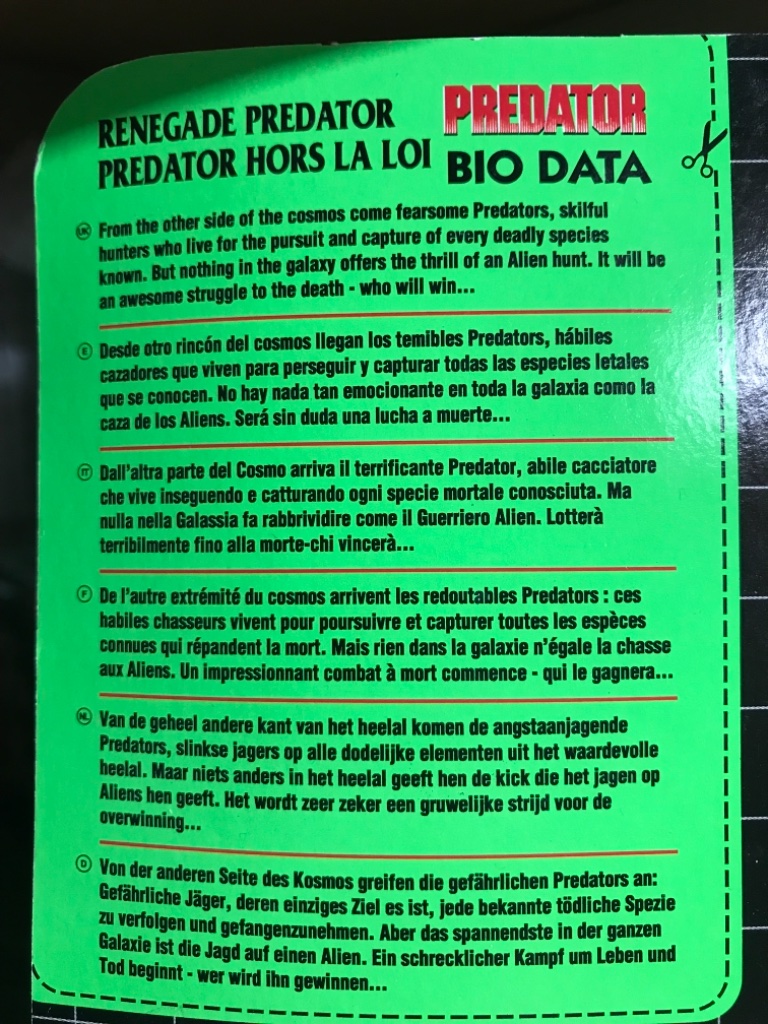 RENEGADE PREDATOR
PREDATOR HORS LA LOI
PREDATOR
BIO DATA
UK From the other side of the cosmos come fearsome Predators, skilful
hunters who live for the pursuit and capture of every deadly species
known. But nothing in the galaxy offers the thrill of an Alien hunt. It will be
an awesome struggle to the death - who will win...
E Desde otro rincón del cosmos llegan los temibles Predators, hábiles
cazadores que viven para perseguir y capturar todas las especies letales
que se conocen. No hay nada tan emocionante en toda la galaxia como la
caza de los Aliens. Será sin duda una lucha a muerte...
IT Dall'altra parte del Cosmo arriva il terrificante Predator, abile cacciatore
che vive inseguendo e catturando ogni specie mortale conosciuta. Ma
nulla nella Galassia fa rabbrividire come il Guerriero Alien. Lotterà
terribilmente fino alla morte-chi vincerà...
F De l'autre extrémité du cosmos arrivent les redoutables Predators : ces
habiles chasseurs vivent pour poursuivre et capturer toutes les espèces
connues qui répandent la mort. Mais rien dans la galaxie n'égale la chasse
aux Aliens. Un impressionnant combat à mort commence - qui le gagnera...
NL Van de geheel andere kant van het heelal komen de angstaanjagende
Predators, slinkse jagers op alle dodelijke elementen uit het waardevolle
heelal. Maar niets anders in het heelal geeft hen de kick die het jagen op
Aliens hen geeft. Het wordt zeer zeker een gruwelijke strijd voor de
overwinning...
D Von der anderen Seite des Kosmos greifen die gefährlichen Predators an:
Gefährliche Jäger, deren einziges Ziel es ist, jede bekannte tödliche Spezie
zu verfolgen und gefangenzunehmen. Aber das spannendste in der ganzen
Galaxie ist die Jagd auf einen Alien. Ein schrecklicher Kampf um Leben und
Tod beginnt - wer wird ihn gewinnen...